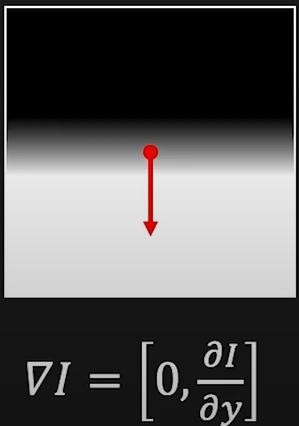 ∇I = [0, ∂I/∂y]